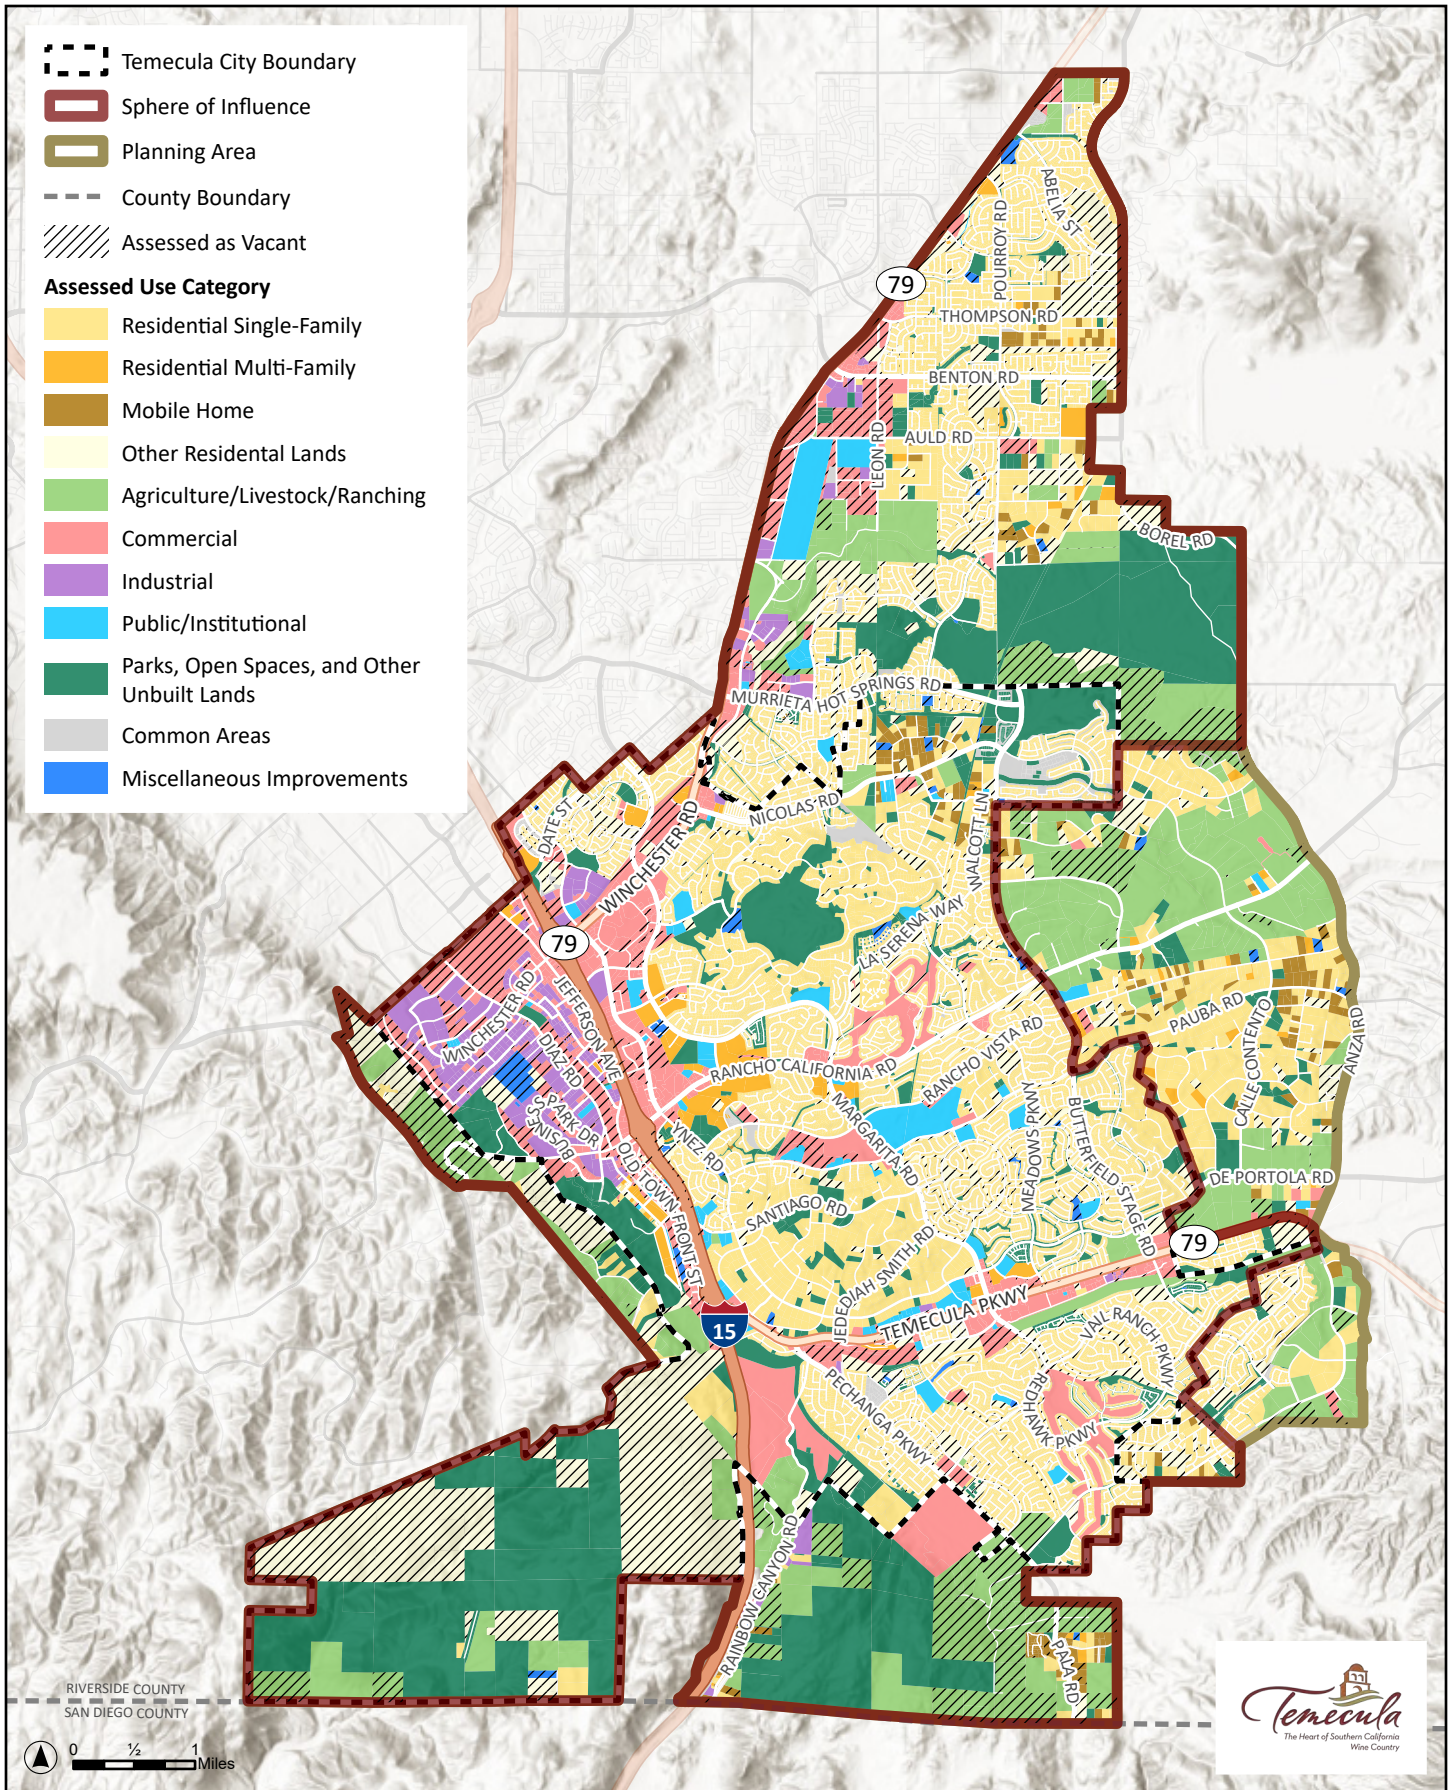 Temecula City Boundary
Sphere of Influence
Planning Area
County Boundary
Assessed as Vacant
Assessed Use Category
Residential Single-Family
Residential Multi-Family
Mobile Home
Other Residental Lands
Agriculture/Livestock/Ranching
Commercial
Industrial
Public/Institutional
Parks, Open Spaces, and Other
Unbuilt Lands
Common Areas
Miscellaneous Improvements
ABELIA ST
POURROY RD
79
THOMPSON RD
BENTON RD
LEON RD
AULD RD
BOREL RD
MURRIETA HOT SPRINGS RD
NICOLAS RD
DATE ST
WINCHESTER RD
WALCOTT LN
LA SERENA WAY
79
JEFFERSON AVE
WINCHESTER RD
DIAZ RD
BUSINESS
PARK DR
RANCHO CALIFORNIA RD
RANCHO VISTA RD
PAUBA RD
CALLE CONTENTO
ANZA RD
MARGARITA RD
MEADOWS PKWY
BUTTERFIELD STAGE RD
YNEZ RD
OLD TOWN FRONT ST
SANTIAGO RD
DE PORTOLA RD
79
JEDEDIAH SMITH RD
TEMECULA PKWY
15
VAIL RANCH PKWY
REDHAWK PKWY
PECHANGA PKWY
RAINBOW CANYON RD
PALA RD
RIVERSIDE COUNTY
SAN DIEGO COUNTY
0 ½ 1
Miles
Temecula
The Heart of Southern California
Wine Country